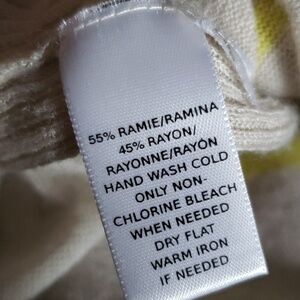 55% RAMIE/RAMINA
45% RAYON/
RAYONNE/RAYÓN
HAND WASH COLD
ONLY NON-
CHLORINE BLEACH
WHEN NEEDED
DRY FLAT
WARM IRON
IF NEEDED